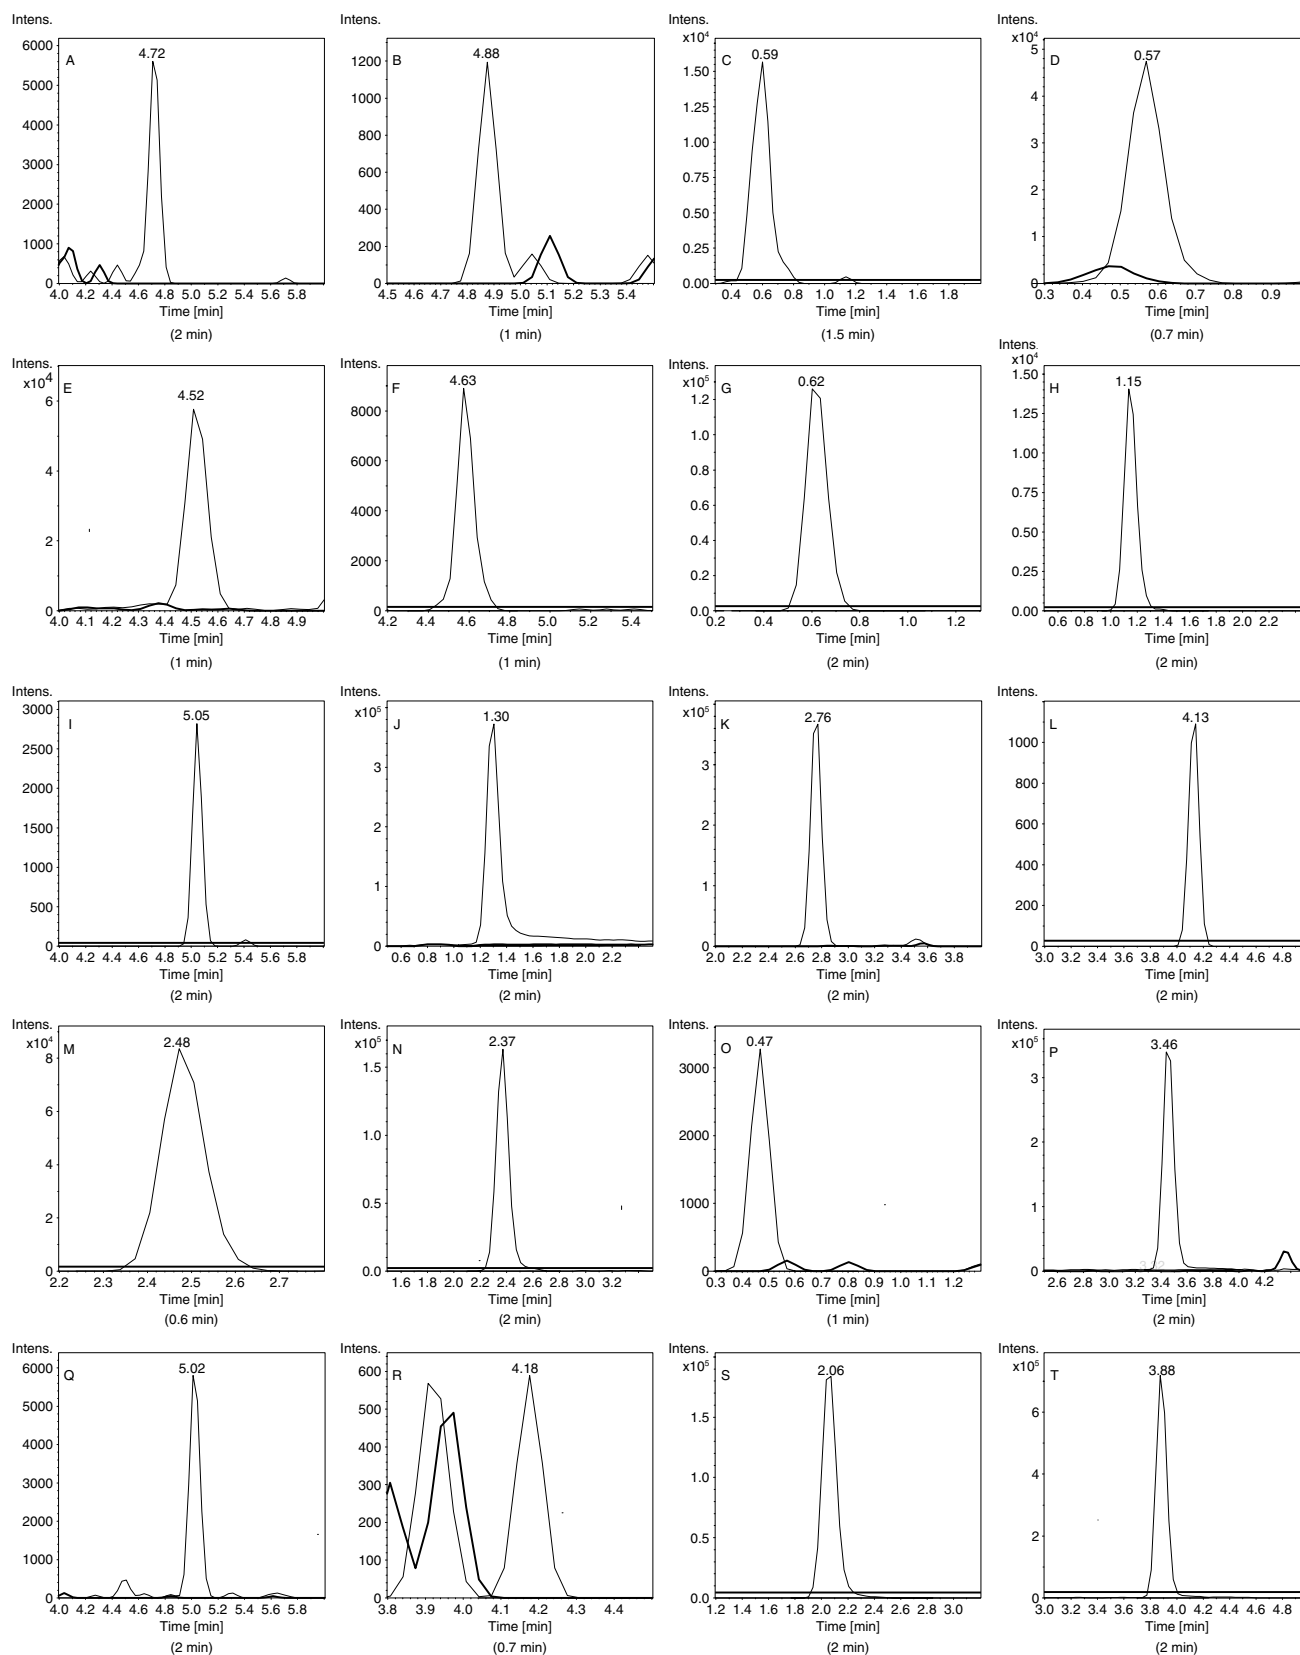 Intens.
6000
A
4.72
5000
4000
3000
2000
1000
0
4.0 4.2 4.4 4.6 4.8 5.0 5.2 5.4 5.6 5.8
Time [min]
(2 min)
Intens.
B
4.88
1200
1000
800
600
400
200
0
4.5 4.6 4.7 4.8 4.9 5.0 5.1 5.2 5.3 5.4
Time [min]
(1 min)
Intens.
x10⁴
C
0.59
1.50
1.25
1.00
0.75
0.50
0.25
0.00
0.4 0.6 0.8 1.0 1.2 1.4 1.6 1.8
Time [min]
(1.5 min)
Intens.
x10⁴
D
0.57
5
4
3
2
1
0
0.3 0.4 0.5 0.6 0.7 0.8 0.9
Time [min]
(0.7 min)
Intens.
x10⁴
E
4.52
6
4
2
0
4.0 4.1 4.2 4.3 4.4 4.5 4.6 4.7 4.8 4.9
Time [min]
(1 min)
Intens.
F
4.63
8000
6000
4000
2000
0
4.2 4.4 4.6 4.8 5.0 5.2 5.4
Time [min]
(1 min)
Intens.
x10⁵
G
0.62
1.2
1.0
0.8
0.6
0.4
0.2
0.0
0.2 0.4 0.6 0.8 1.0 1.2
Time [min]
(2 min)
Intens.
x10⁴
H
1.15
15.0
12.5
1.00
0.75
0.50
0.25
0.00
0.6 0.8 1.0 1.2 1.4 1.6 1.8 2.0 2.2
Time [min]
(2 min)
Intens.
3000
I
5.05
2500
2000
1500
1000
500
0
4.0 4.2 4.4 4.6 4.8 5.0 5.2 5.4 5.6 5.8
Time [min]
(2 min)
Intens.
x10⁵
J
1.30
3
2
1
0
0.6 0.8 1.0 1.2 1.4 1.6 1.8 2.0 2.2
Time [min]
(2 min)
Intens.
x10⁵
K
2.76
3
2
1
0
2.0 2.2 2.4 2.6 2.8 3.0 3.2 3.4 3.6 3.8
Time [min]
(2 min)
Intens.
L
4.13
1000
800
600
400
200
0
3.0 3.2 3.4 3.6 3.8 4.0 4.2 4.4 4.6 4.8
Time [min]
(2 min)
Intens.
x10⁴
M
2.48
8
6
4
2
0
2.2 2.3 2.4 2.5 2.6 2.7
Time [min]
(0.6 min)
Intens.
x10⁵
N
2.37
1.5
1.0
0.5
0.0
1.6 1.8 2.0 2.2 2.4 2.6 2.8 3.0 3.2
Time [min]
(2 min)
Intens.
O
0.47
3000
2000
1000
0
0.3 0.4 0.5 0.6 0.7 0.8 0.9 1.0 1.1 1.2
Time [min]
(1 min)
Intens.
x10⁵
P
3.46
3
2
1
0
2.6 2.8 3.0 3.2 3.4 3.6 3.8 4.0 4.2
Time [min]
(2 min)
Intens.
6000
Q
5.02
5000
4000
3000
2000
1000
0
4.0 4.2 4.4 4.6 4.8 5.0 5.2 5.4 5.6 5.8
Time [min]
(2 min)
Intens.
600
R
4.18
500
400
300
200
100
0
3.8 3.9 4.0 4.1 4.2 4.3 4.4
Time [min]
(0.7 min)
Intens.
x10⁵
S
2.06
1.5
1.0
0.5
0.0
1.2 1.4 1.6 1.8 2.0 2.2 2.4 2.6 2.8 3.0
Time [min]
(2 min)
Intens.
x10⁵
T
3.88
6
4
2
0
3.0 3.2 3.4 3.6 3.8 4.0 4.2 4.4 4.6 4.8
Time [min]
(2 min)